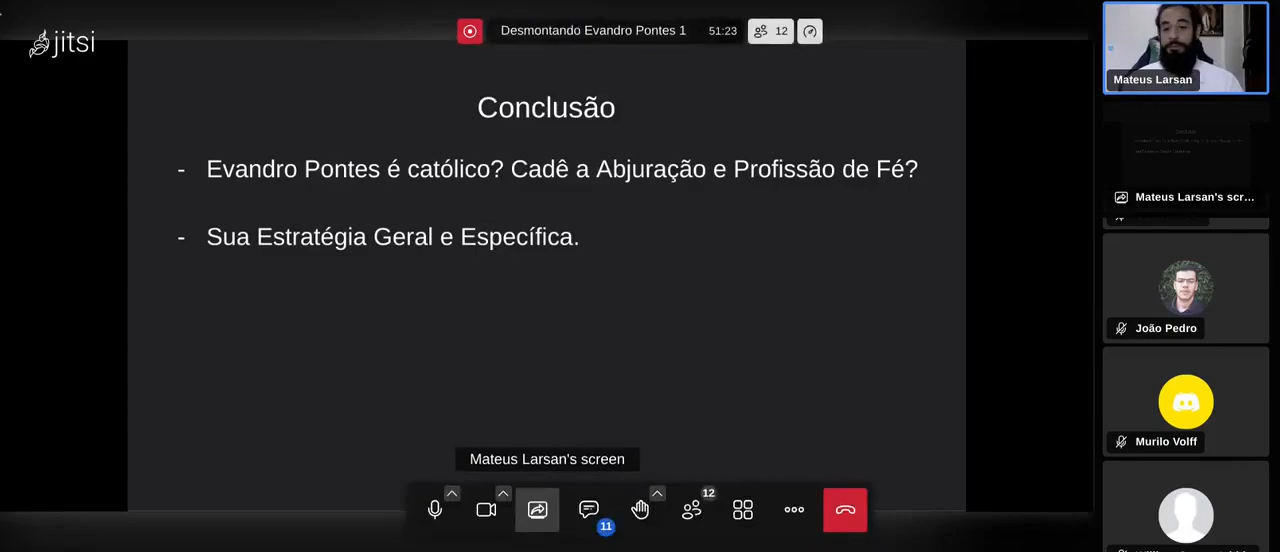 jitsi
Desmontando Evandro Pontes 1 51:23 12
Conclusão
- Evandro Pontes é católico? Cadê a Abjuração e Profissão de Fé?
- Sua Estratégia Geral e Específica.
Mateus Larsan's screen
12
11
Mateus Larsan
Mateus Larsan's scr...
João Pedro
Murilo Volff